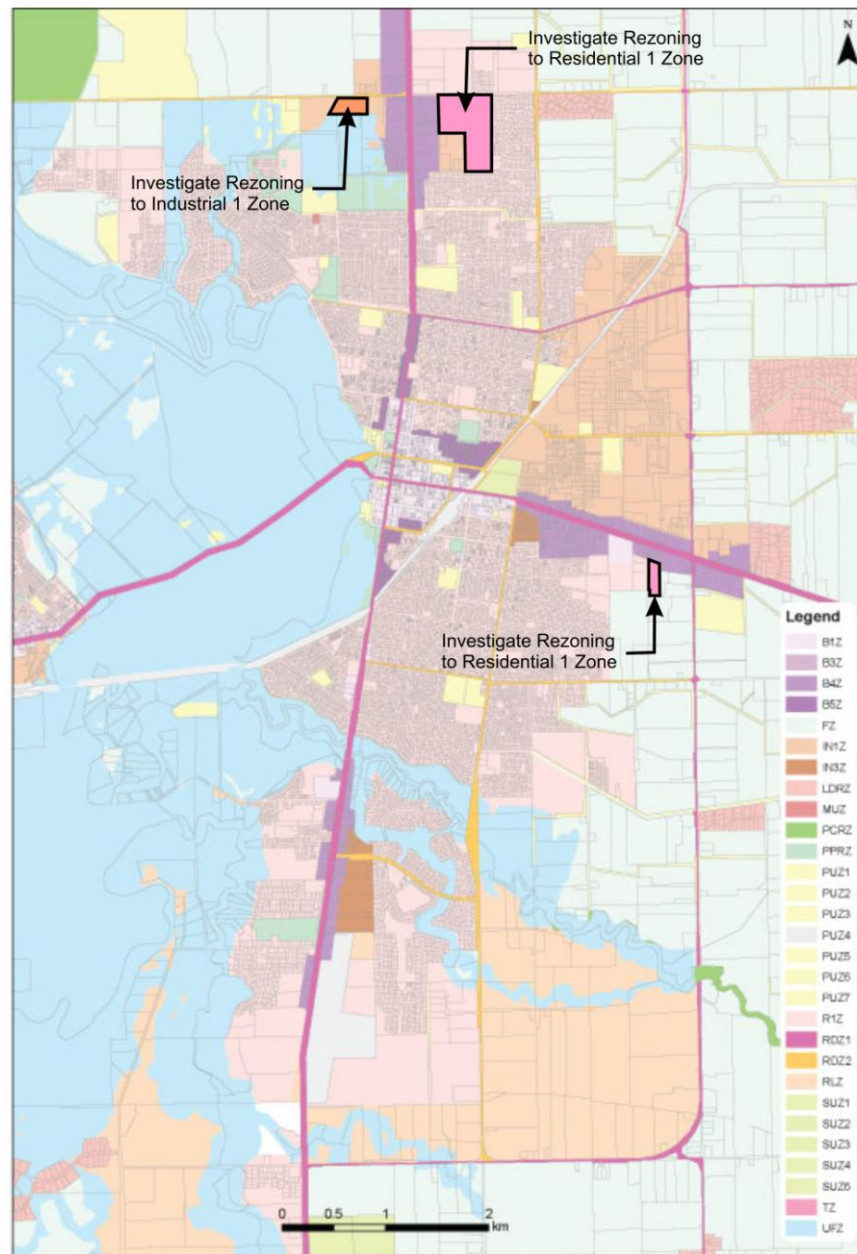 Investigate Rezoning
to Residential 1 Zone
N
Investigate Rezoning
to Industrial 1 Zone
Investigate Rezoning
to Residential 1 Zone
Legend
B1Z
B3Z
B4Z
B5Z
FZ
IN1Z
IN3Z
LDRZ
MUZ
PCRZ
PPRZ
PUZ1
PUZ2
PUZ3
PUZ4
PUZ5
PUZ6
PUZ7
R1Z
RDZ1
RDZ2
RLZ
SUZ1
SUZ2
SUZ3
SUZ4
SUZ6
TZ
UFZ
0 0.5 1 2
km